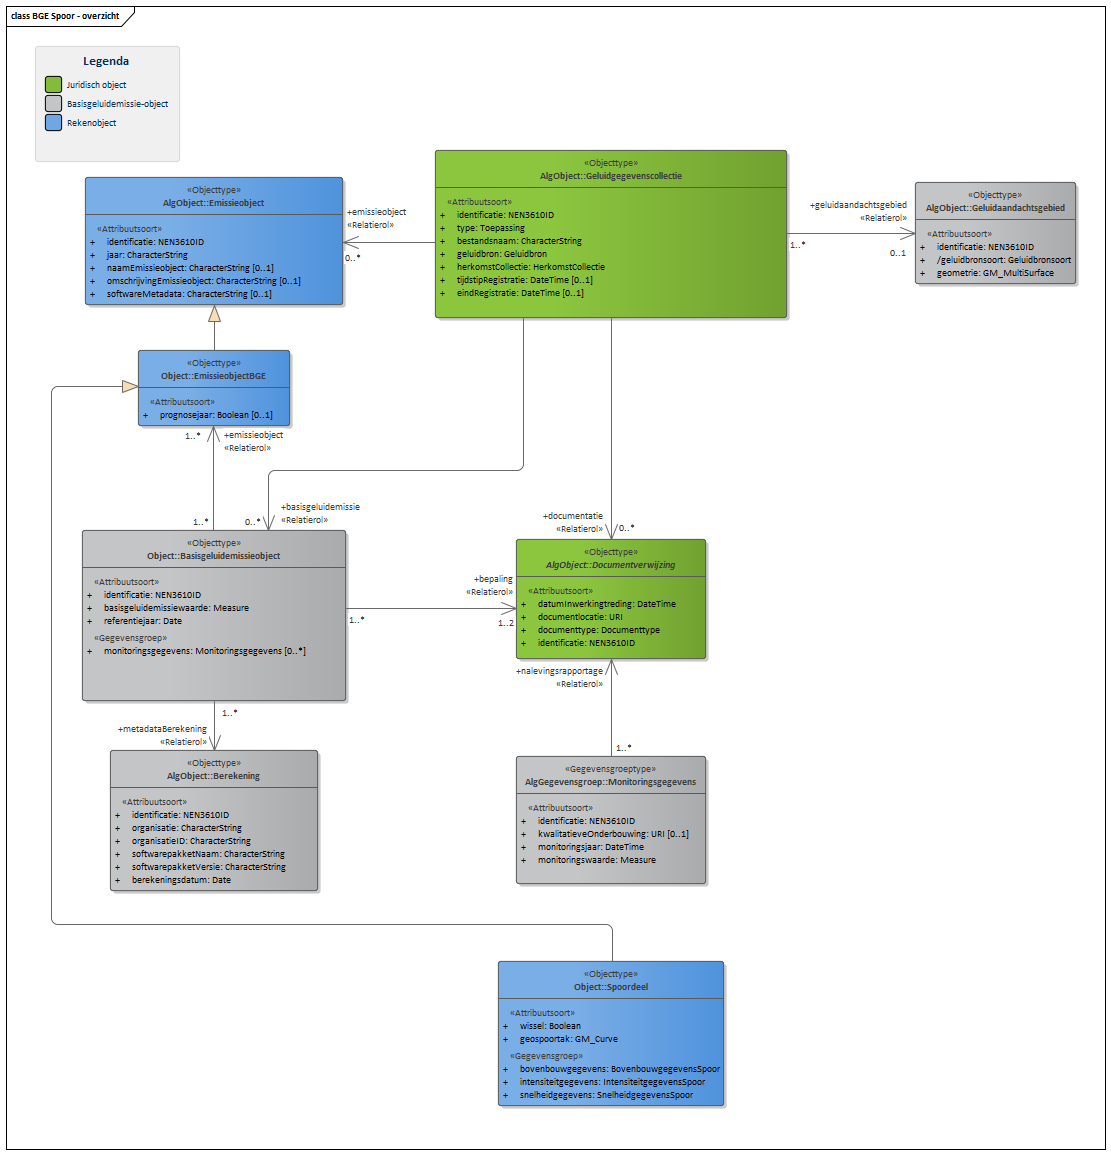 class BGE Spoor - overzicht
Legenda
Juridisch object
Basisgeluidemissie-object
Rekenobject
«Objecttype»
AlgObject::Emissieobject
«Attribuutsoort»
+ identificatie: NEN3610ID
+ jaar: CharacterString
+ naamEmissieobject: CharacterString [0..1]
+ omschrijvingEmissieobject: CharacterString [0..1]
+ softwareMetadata: CharacterString [0..1]
+emissieobject
«Relatierol»
0..*
«Objecttype»
AlgObject::Geluidgegevenscollectie
«Attribuutsoort»
+ identificatie: NEN3610ID
+ type: Toepassing
+ bestandsnaam: CharacterString
+ geluidbron: Geluidbron
+ herkomstCollectie: HerkomstCollectie
+ tijdstipRegistratie: DateTime [0..1]
+ eindRegistratie: DateTime [0..1]
+geluidaandachtsgebied
«Relatierol»
1..*
0..1
«Objecttype»
AlgObject::Geluidaandachtsgebied
«Attribuutsoort»
+ identificatie: NEN3610ID
+ /geluidbronsoort: Geluidbronsoort
+ geometrie: GM_MultiSurface
«Objecttype»
Object::EmissieobjectBGE
«Attribuutsoort»
+ prognosejaar: Boolean [0..1]
1..*
+emissieobject
«Relatierol»
1..*
0..*
+basisgeluidemissie
«Relatierol»
+documentatie
«Relatierol»
0..*
«Objecttype»
Object::Basisgeluidemissieobject
«Attribuutsoort»
+ identificatie: NEN3610ID
+ basisgeluidemissiewaarde: Measure
+ referentiejaar: Date
«Gegevensgroep»
+ monitoringsgegevens: Monitoringsgegevens [0..*]
+bepaling
«Relatierol»
1..*
1..2
«Objecttype»
AlgObject::Documentverwijzing
«Attribuutsoort»
+ datumInwerkingtreding: DateTime
+ documentlocatie: URI
+ documenttype: Documenttype
+ identificatie: NEN3610ID
+nalevingsrapportage
«Relatierol»
1..*
1..*
+metadataBerekening
«Relatierol»
«Objecttype»
AlgObject::Berekening
«Attribuutsoort»
+ identificatie: NEN3610ID
+ organisatie: CharacterString
+ organisatieID: CharacterString
+ softwarepakketNaam: CharacterString
+ softwarepakketVersie: CharacterString
+ berekeningsdatum: Date
«Gegevensgroeptype»
AlgGegevensgroep::Monitoringsgegevens
«Attribuutsoort»
+ identificatie: NEN3610ID
+ kwalitatieveOnderbouwing: URI [0..1]
+ monitoringsjaar: DateTime
+ monitoringswaarde: Measure
«Objecttype»
Object::Spoordeel
«Attribuutsoort»
+ wissel: Boolean
+ geospoortak: GM_Curve
«Gegevensgroep»
+ bovenbouwgegevens: BovenbouwgegevensSpoor
+ intensiteitgegevens: IntensiteitgegevensSpoor
+ snelheidgegevens: SnelheidgegevensSpoor